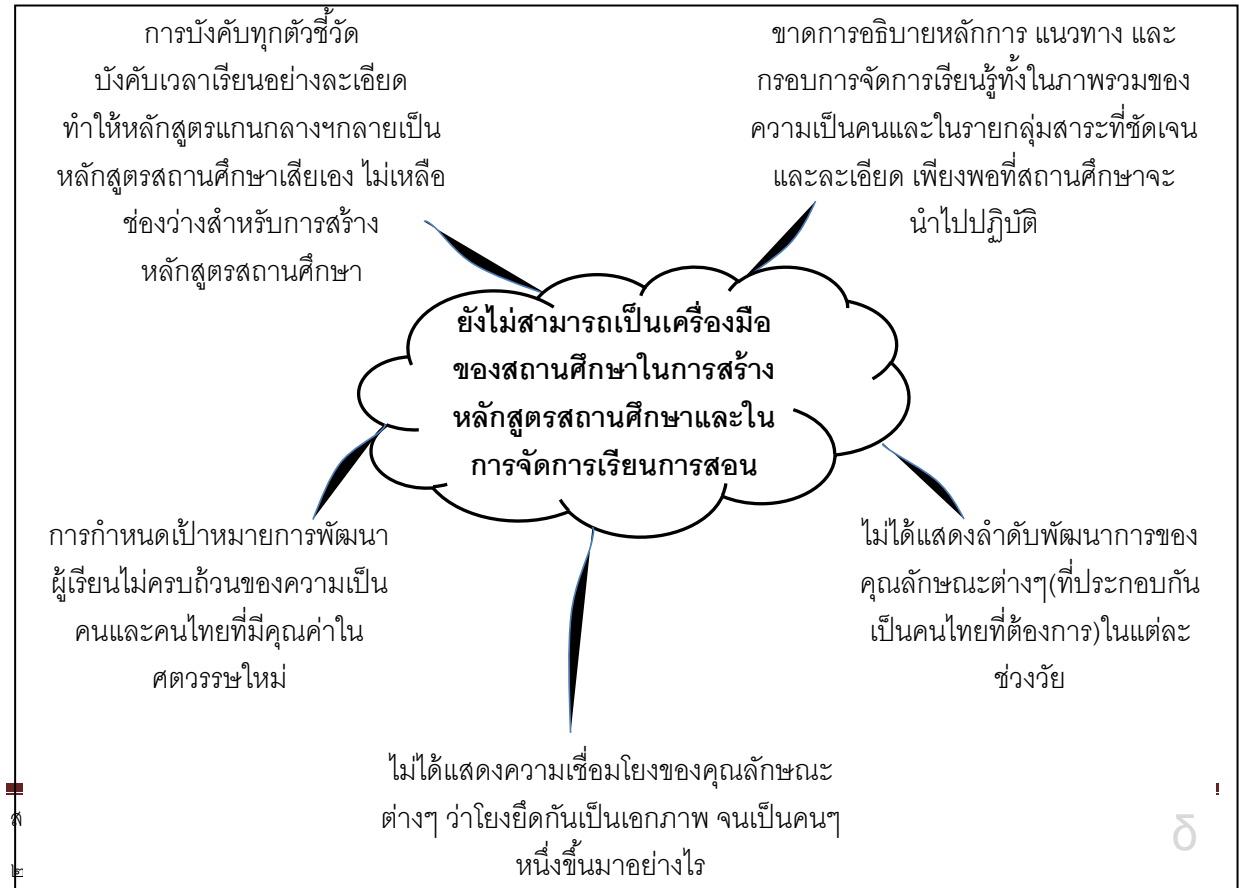 การบังคับทุกตัวชี้วัด
บังคับเวลาเรียนอย่างละเอียด
ทำให้หลักสูตรแกนกลางฯกลายเป็น
หลักสูตรสถานศึกษาเสียเอง ไม่เหลือ
ช่องว่างสำหรับการสร้าง
หลักสูตรสถานศึกษา
ขาดการอธิบายหลักการ แนวทาง และ
กรอบการจัดการเรียนรู้ทั้งในภาพรวมของ
ความเป็นคนและในรายกลุ่มสาระที่ชัดเจน
และละเอียด เพียงพอที่สถานศึกษาจะ
นำไปปฏิบัติ
ยังไม่สามารถเป็นเครื่องมือ
ของสถานศึกษาในการสร้าง
หลักสูตรสถานศึกษาและใน
การจัดการเรียนการสอน
การกำหนดเป้าหมายการพัฒนา
ผู้เรียนไม่ครบถ้วนของความเป็น
คนและคนไทยที่มีคุณค่าใน
ศตวรรษใหม่
ไม่ได้แสดงลำดับพัฒนาการของ
คุณลักษณะต่างๆ(ที่ประกอบกัน
เป็นคนไทยที่ต้องการ)ในแต่ละ
ช่วงวัย
ไม่ได้แสดงความเชื่อมโยงของคุณลักษณะ
ต่างๆ ว่าโยงยึดกันเป็นเอกภาพ จนเป็นคนๆ
หนึ่งขึ้นมาอย่างไร
ส
δ